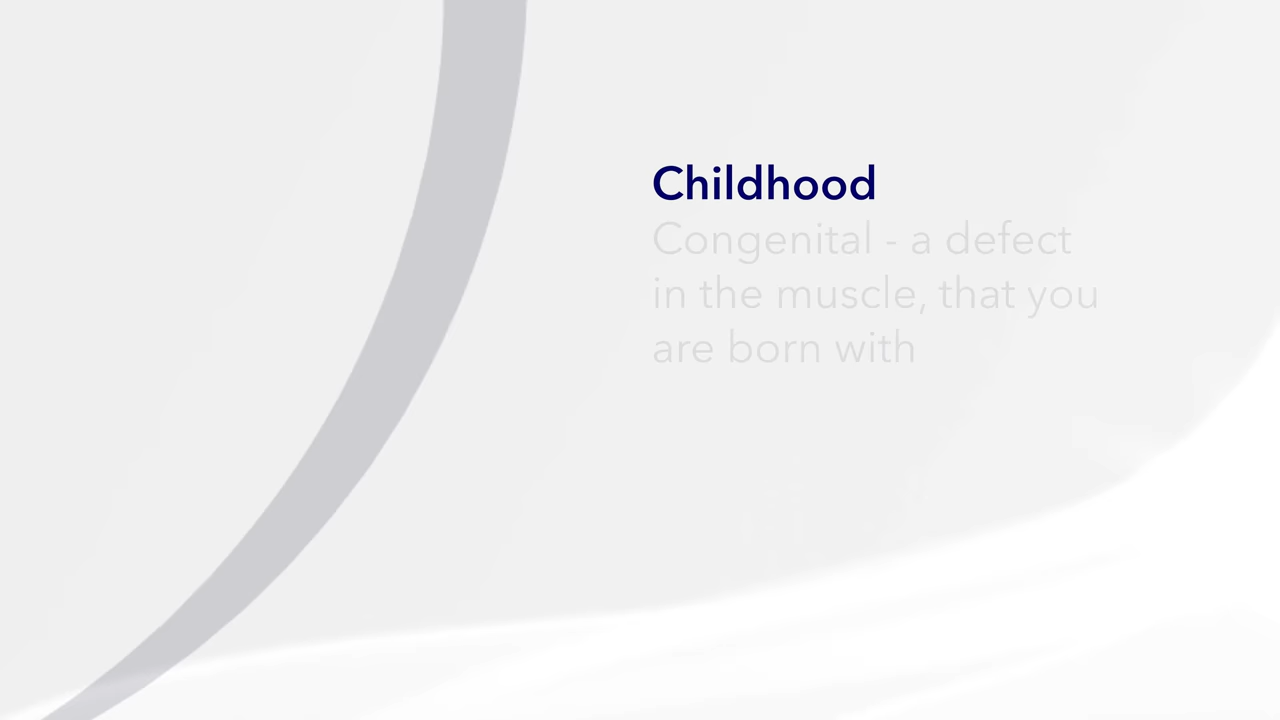 Childhood
Congenital - a defect
in the muscle, that you
are born with